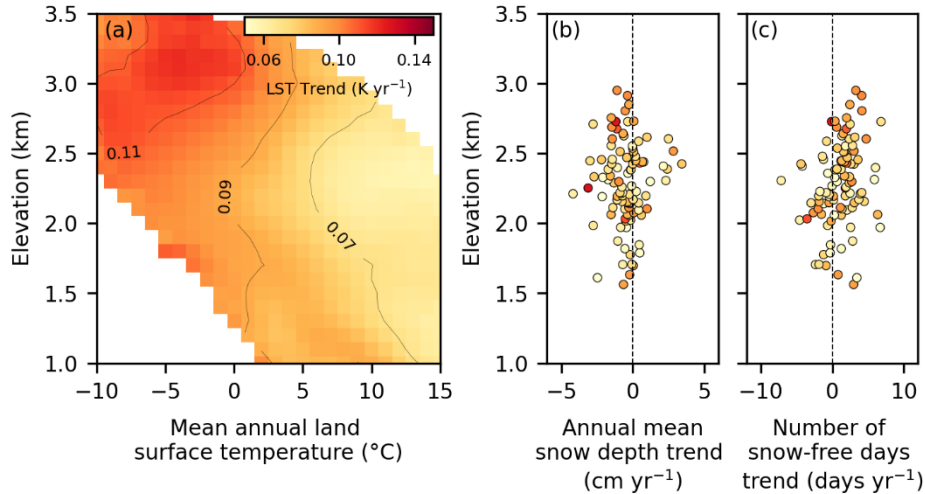 (a)
0.06 0.10 0.14
LST Trend (K yr⁻¹)
0.11
0.09
0.07
3.5
3.0
2.5
2.0
1.5
1.0
Elevation (km)
−10 −5 0 5 10 15
Mean annual land
surface temperature (°C)
(b)
3.5
3.0
2.5
2.0
1.5
1.0
Elevation (km)
−5 0 5
Annual mean
snow depth trend
(cm yr⁻¹)
(c)
−10 0 10
Number of
snow-free days
trend (days yr⁻¹)